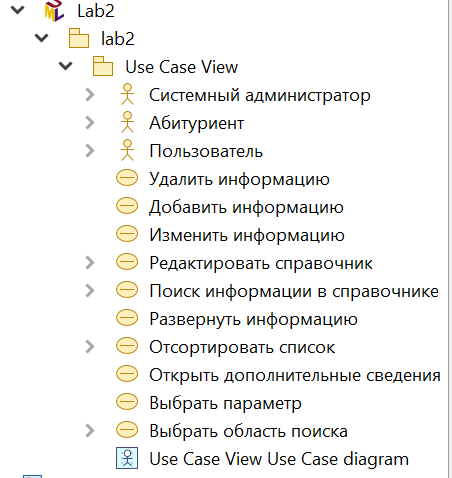 Lab2
lab2
Use Case View
Системный администратор
Абитуриент
Пользователь
Удалить информацию
Добавить информацию
Изменить информацию
Редактировать справочник
Поиск информации в справочнике
Развернуть информацию
Отсортировать список
Открыть дополнительные сведения
Выбрать параметр
Выбрать область поиска
Use Case View Use Case diagram